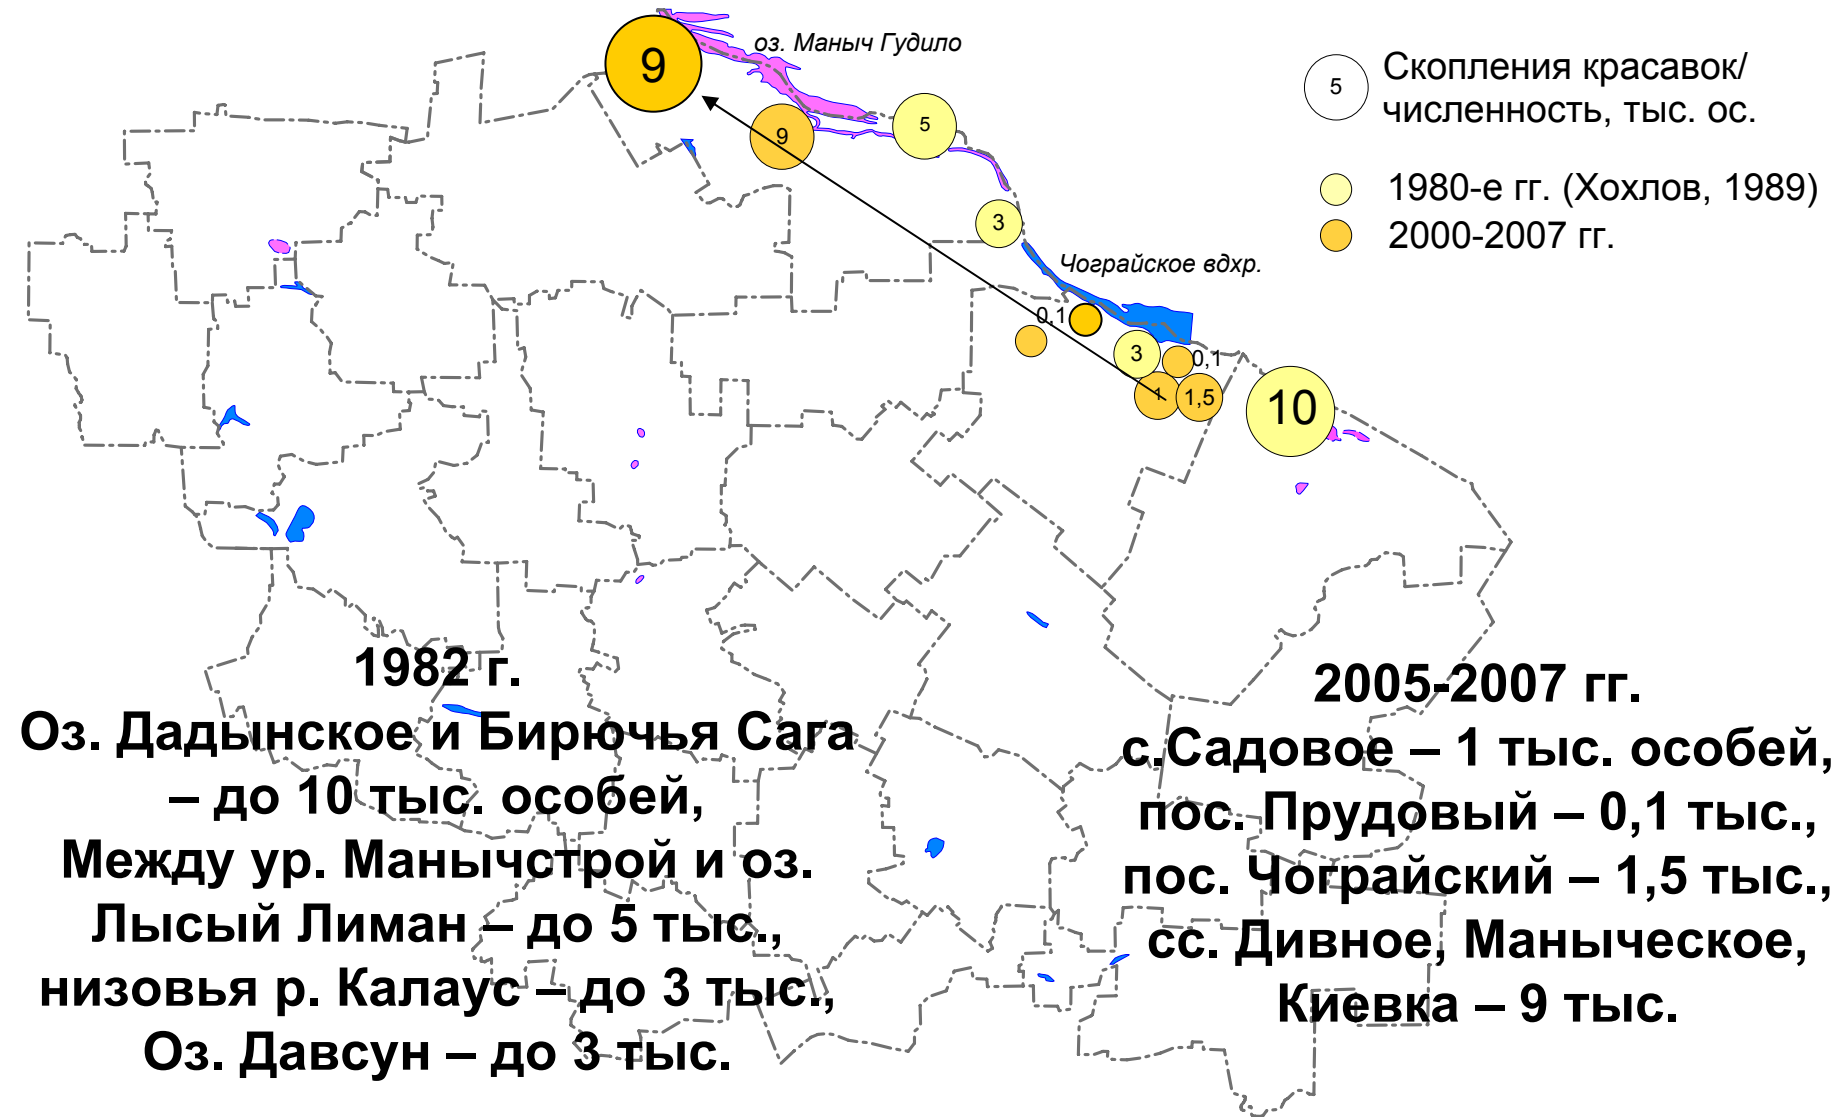 9
оз. Маныч Гудило
9
5
3
5
Скопления красавок/
численность, тыс. ос.
1980-е гг. (Хохлов, 1989)
2000-2007 гг.
Чограйское вдхр.
0,1
3
0,1
1
1,5
10
1982 г.
Оз. Дадынское и Бирючья Сага
– до 10 тыс. особей,
Между ур. Манычстрой и оз.
Лысый Лиман – до 5 тыс.,
низовья р. Калаус – до 3 тыс.,
Оз. Давсун – до 3 тыс.
2005-2007 гг.
с.Садовое – 1 тыс. особей,
пос. Прудовый – 0,1 тыс.,
пос. Чограйский – 1,5 тыс.,
сс. Дивное, Маныческое,
Киевка – 9 тыс.